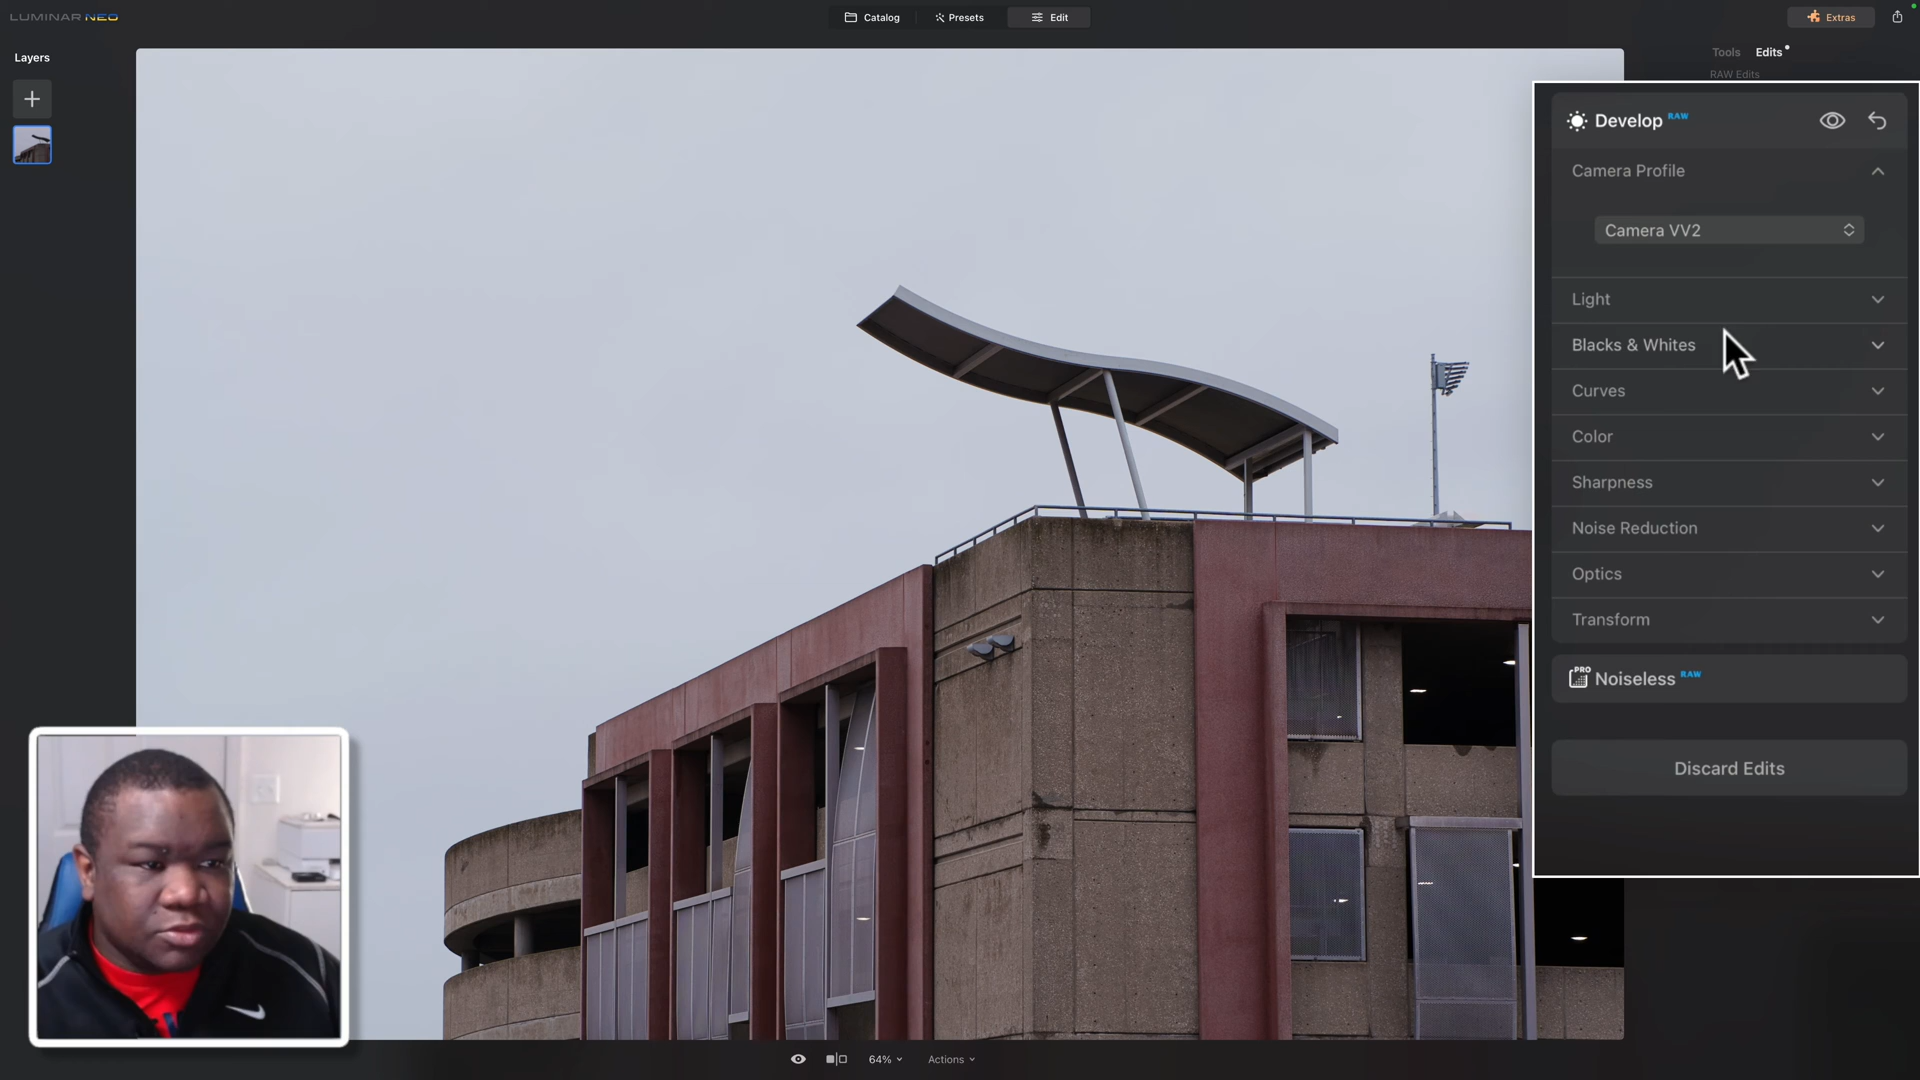 LUMINAR NEO
Catalog
Presets
Edit
Extras
Layers
Tools
Edits
RAW Edits
Develop RAW
Camera Profile
Camera VV2
Light
Blacks & Whites
Curves
Color
Sharpness
Noise Reduction
Optics
Transform
PRO
Noiseless RAW
Discard Edits
64%
Actions